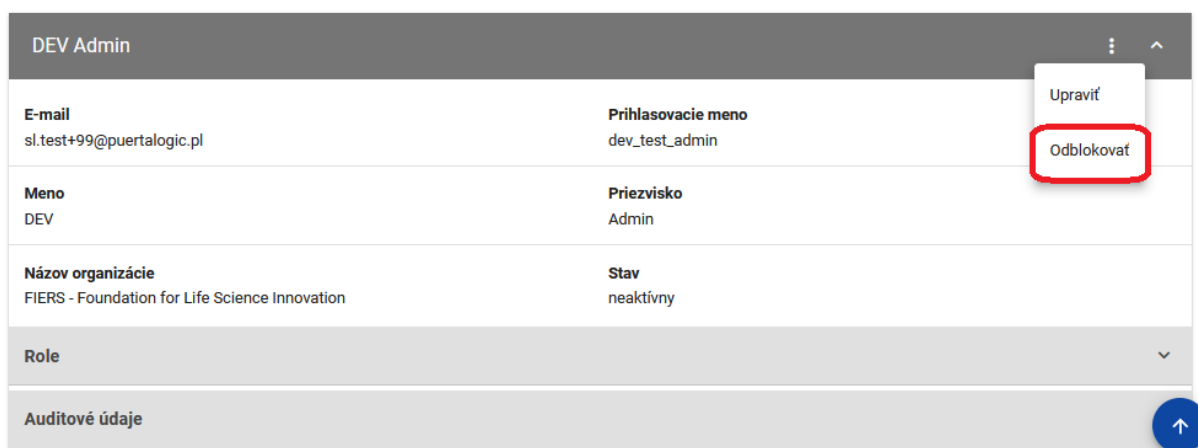 DEV Admin
Upraviť
Odblokovať
E-mail
sl.test+99@puertalogic.pl
Prihlasovacie meno
dev_test_admin
Meno
DEV
Priezvisko
Admin
Názov organizácie
FIERS - Foundation for Life Science Innovation
Stav
neaktívny
Role
Auditové údaje